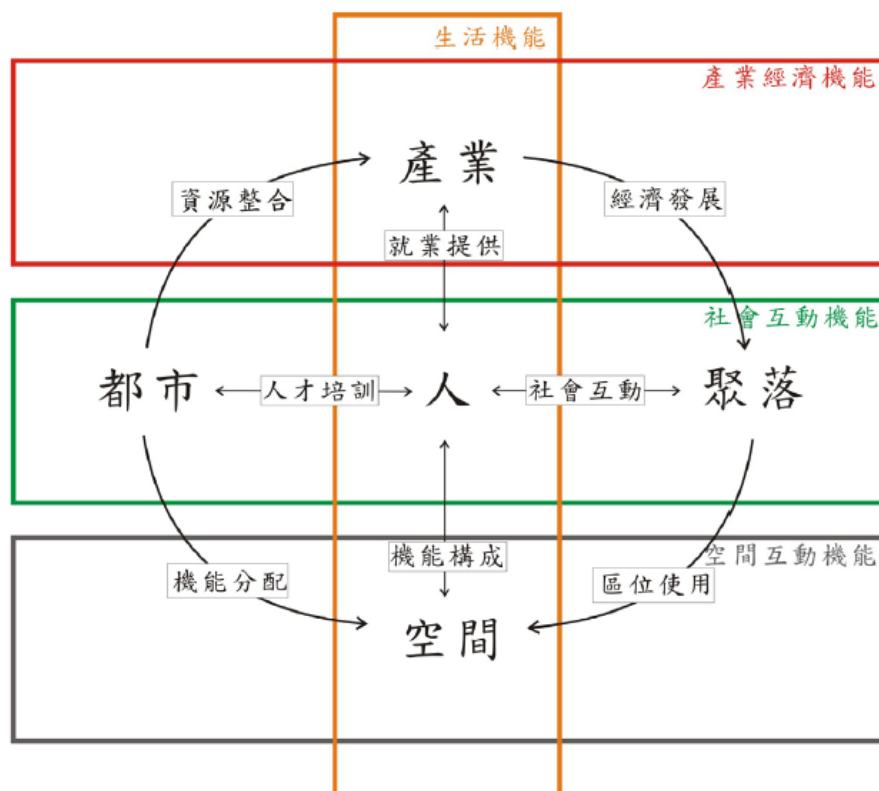 生活機能
產業經濟機能
產業
資源整合
經濟發展
就業提供
社會互動機能
都市
人才培訓
人
社會互動
聚落
空間互動機能
機能構成
機能分配
區位使用
空間